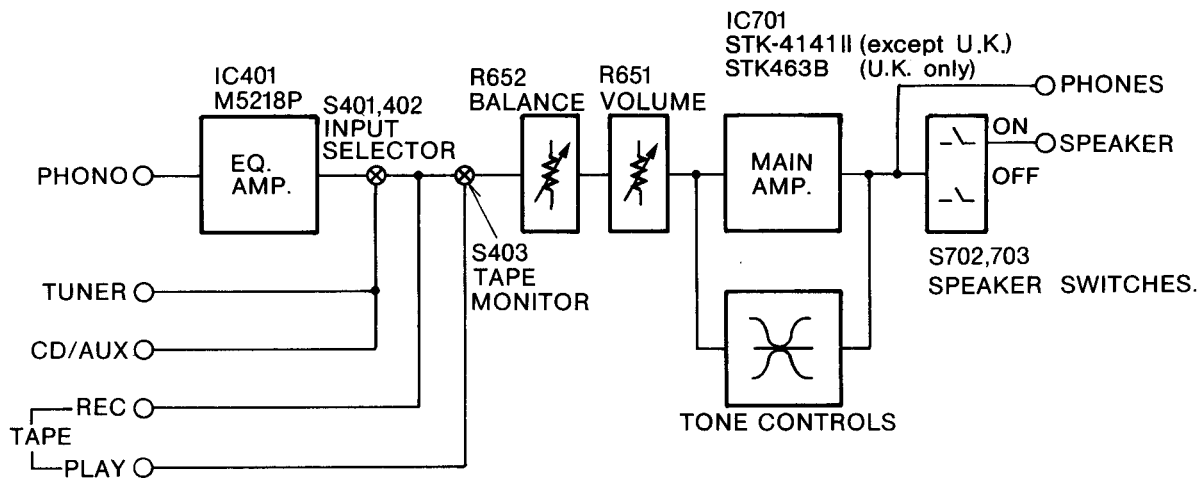 IC401
M5218P
S401,402
INPUT
SELECTOR
R652
BALANCE
R651
VOLUME
IC701
STK-4141II (except U.K.)
STK463B (U.K. only)
PHONES
ON
SPEAKER
OFF
PHONO
EQ.
AMP.
MAIN
AMP.
S403
TAPE
MONITOR
S702,703
SPEAKER SWITCHES.
TUNER
CD/AUX
REC
TAPE
PLAY
TONE CONTROLS